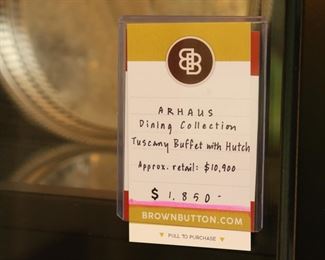 BB
ARHAUS
Dining Collection
Tuscany Buffet with Hutch
Approx. retail: $10,900
$1,850-
BROWNBUTTON.COM
▼ PULL TO PURCHASE ▼